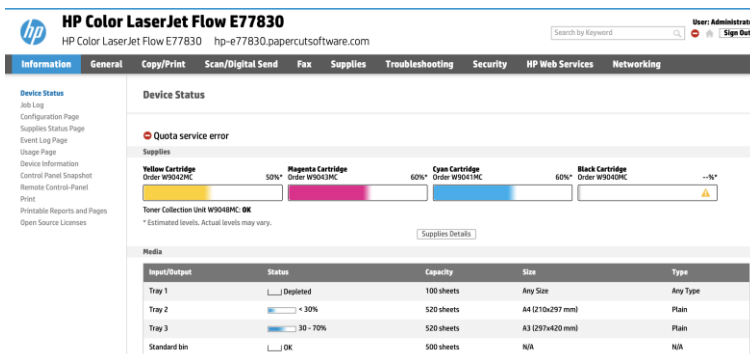 hp
HP Color LaserJet Flow E77830
HP Color LaserJet Flow E77830 hp-e77830.papercutsoftware.com
User: Administrato
Search by Keyword
Sign Out
Information General Copy/Print Scan/Digital Send Fax Supplies Troubleshooting Security HP Web Services Networking
Device Status
Job Log
Configuration Page
Supplies Status Page
Event Log Page
Usage Page
Device Information
Control Panel Snapshot
Remote Control-Panel
Print
Printable Reports and Pages
Open Source Licenses
Device Status
Quota service error
Supplies
Yellow Cartridge Magenta Cartridge Cyan Cartridge Black Cartridge
Order W9042MC 50%* Order W9043MC 60%* Order W9041MC 60%* Order W9040MC --%*
Toner Collection Unit W9048MC: OK
* Estimated levels. Actual levels may vary.
Supplies Details
Media
Input/Output Status Capacity Size Type
Tray 1 Depleted 100 sheets Any Size Any Type
Tray 2 < 30% 520 sheets A4 (210x297 mm) Plain
Tray 3 30 - 70% 520 sheets A3 (297x420 mm) Plain
Standard bin OK 500 sheets N/A N/A